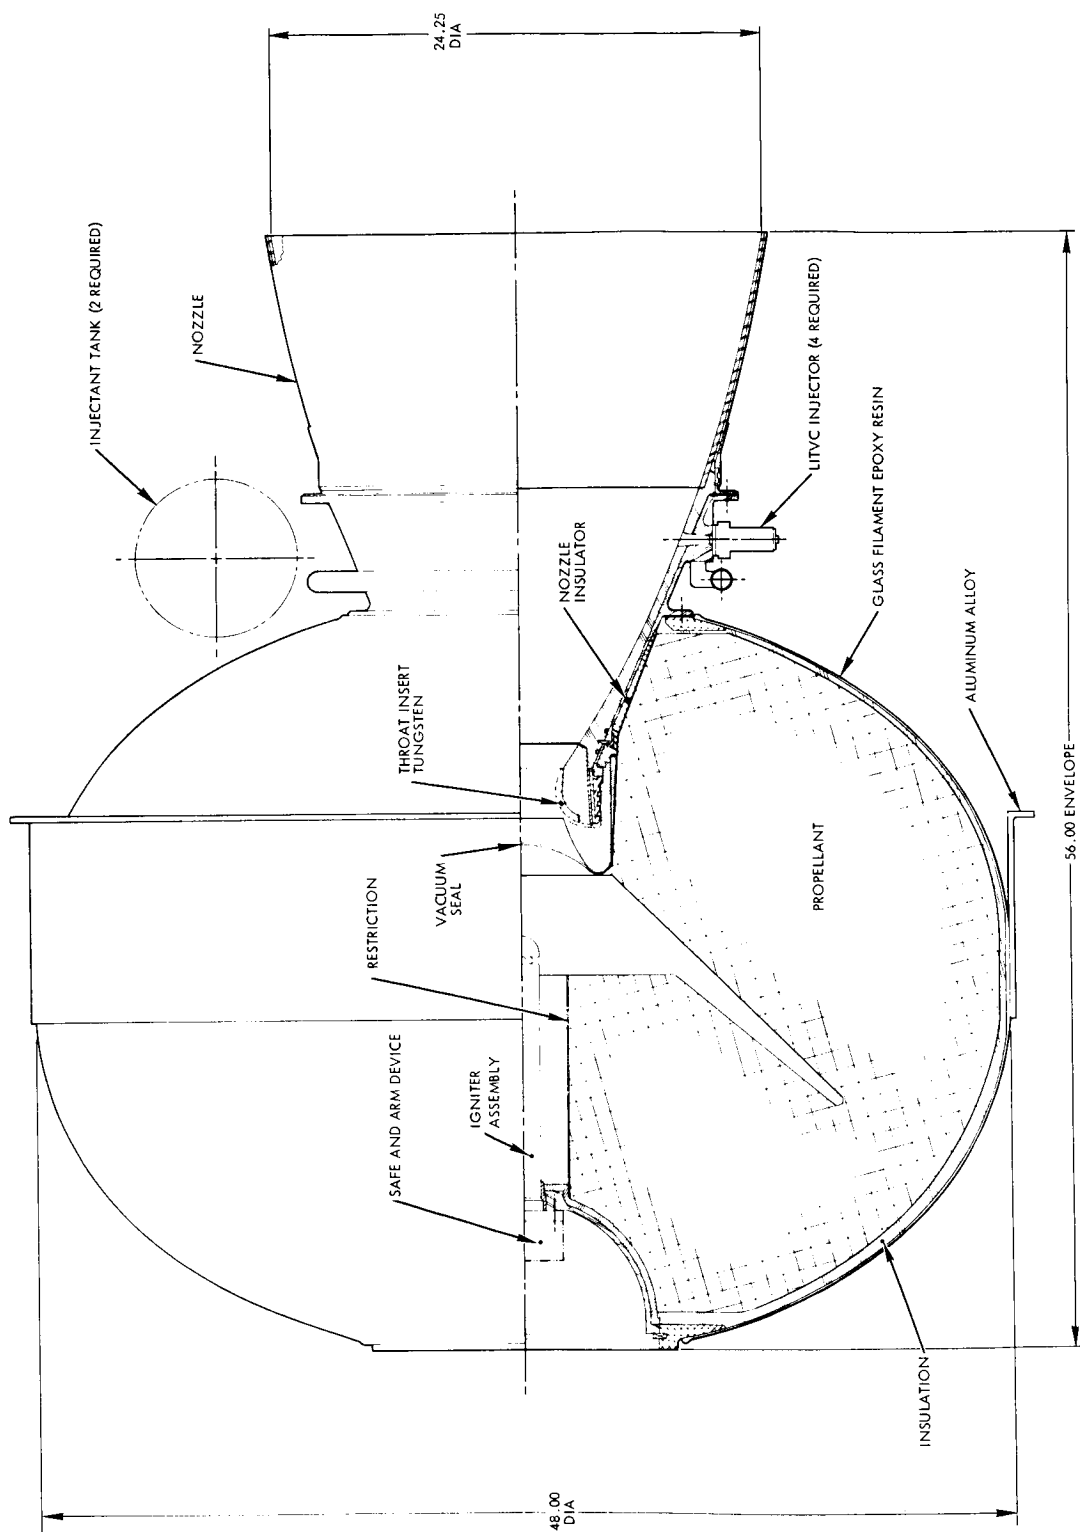 24.25
DIA
INJECTANT TANK (2 REQUIRED)
NOZZLE
THROAT INSERT
TUNGSTEN
NOZZLE
INSULATOR
LITVC INJECTOR (4 REQUIRED)
GLASS FILAMENT EPOXY RESIN
ALUMINUM ALLOY
VACUUM
SEAL
RESTRICTION
PROPELLANT
56.00 ENVELOPE
SAFE AND ARM DEVICE
IGNITER
ASSEMBLY
INSULATION
48.00
DIA